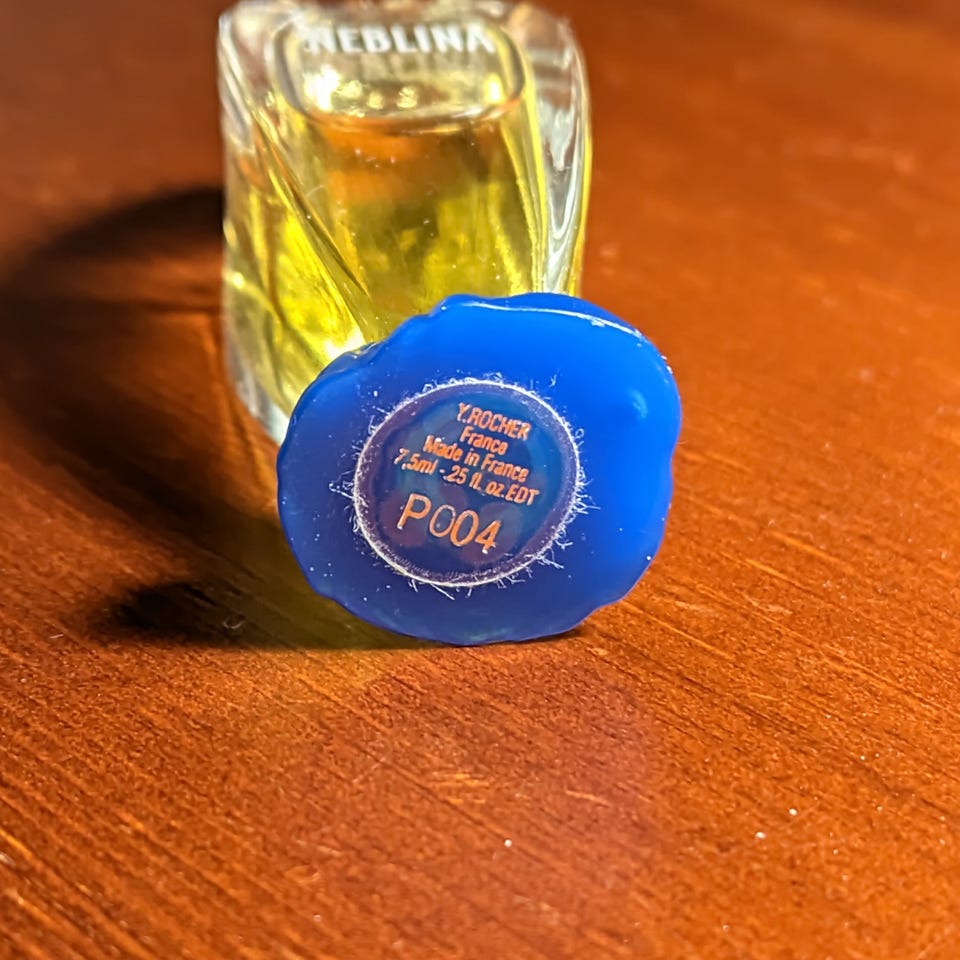 NEBLINA
Y.ROCHER
France
Made in France
7,5ml - .25 fl. oz.EDT
P004